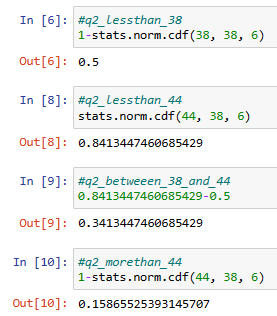 In [6]: #q2_lessthan_38
1-stats.norm.cdf(38, 38, 6)
Out[6]: 0.5
In [8]: #q2_lessthan_44
stats.norm.cdf(44, 38, 6)
Out[8]: 0.8413447460685429
In [9]: #q2_betweeen_38_and_44
0.8413447460685429-0.5
Out[9]: 0.3413447460685429
In [10]: #q2_morethan_44
1-stats.norm.cdf(44, 38, 6)
Out[10]: 0.15865525393145707